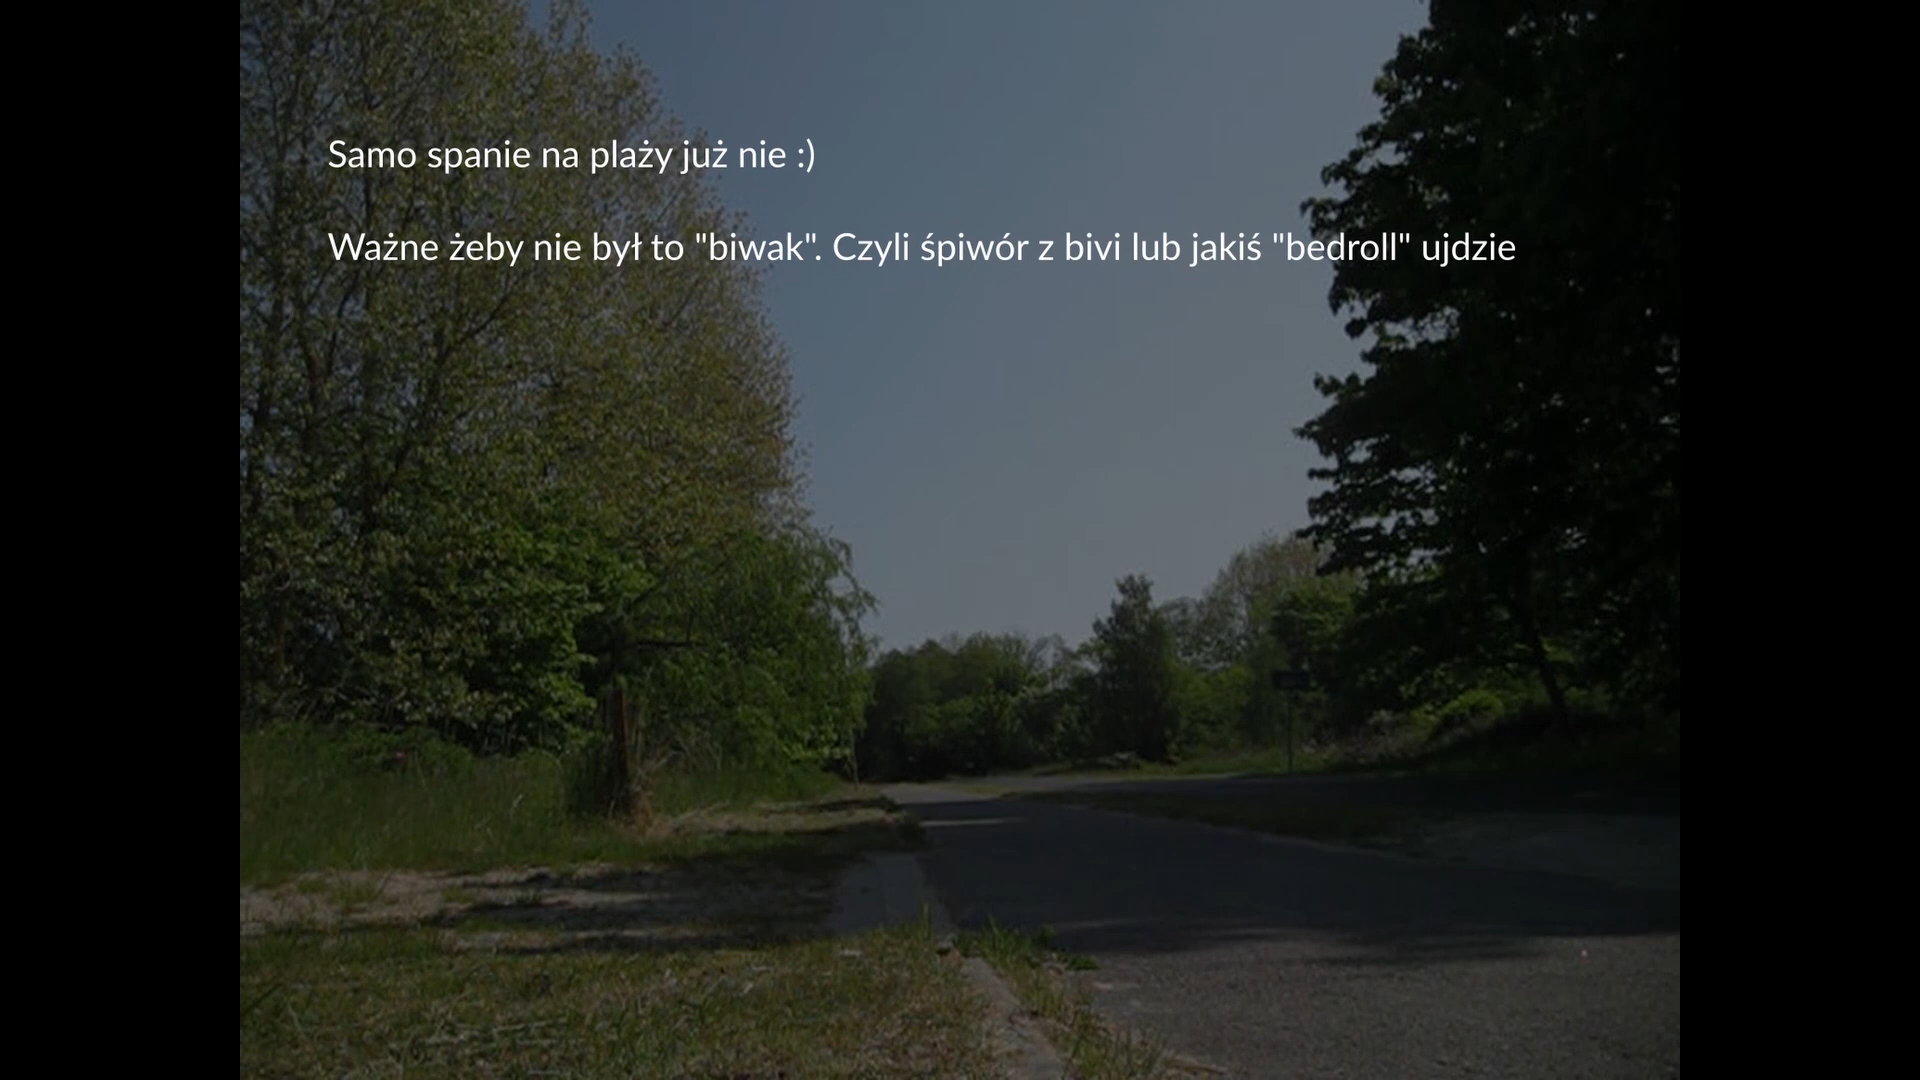 Samo spanie na plaży już nie :)
Ważne żeby nie był to "biwak". Czyli śpiwór z bivi lub jakiś "bedroll" ujdzie